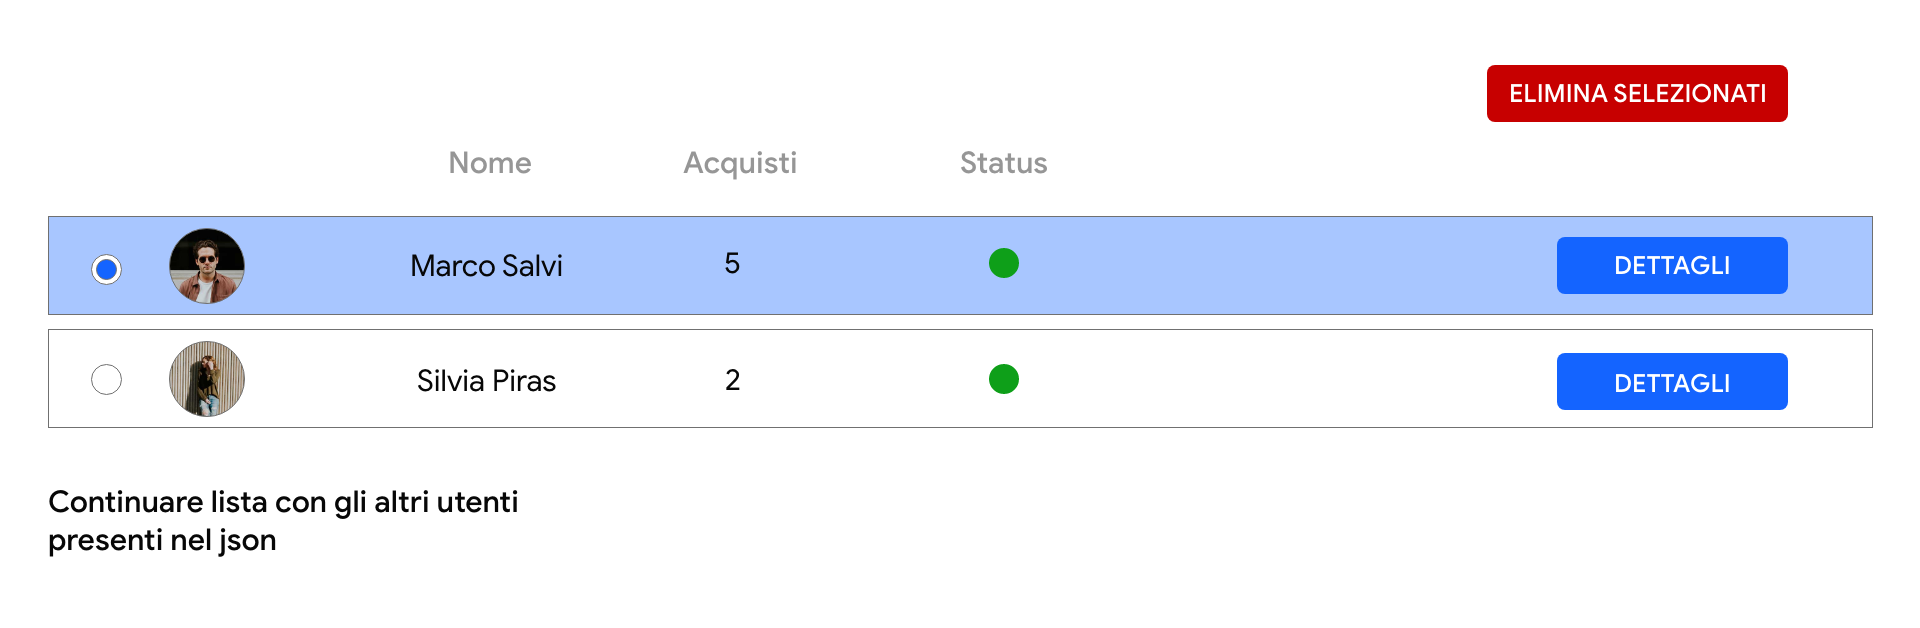 ELIMINA SELEZIONATI
Nome Acquisti Status
Marco Salvi 5 DETTAGLI
Silvia Piras 2 DETTAGLI
Continuare lista con gli altri utenti
presenti nel json